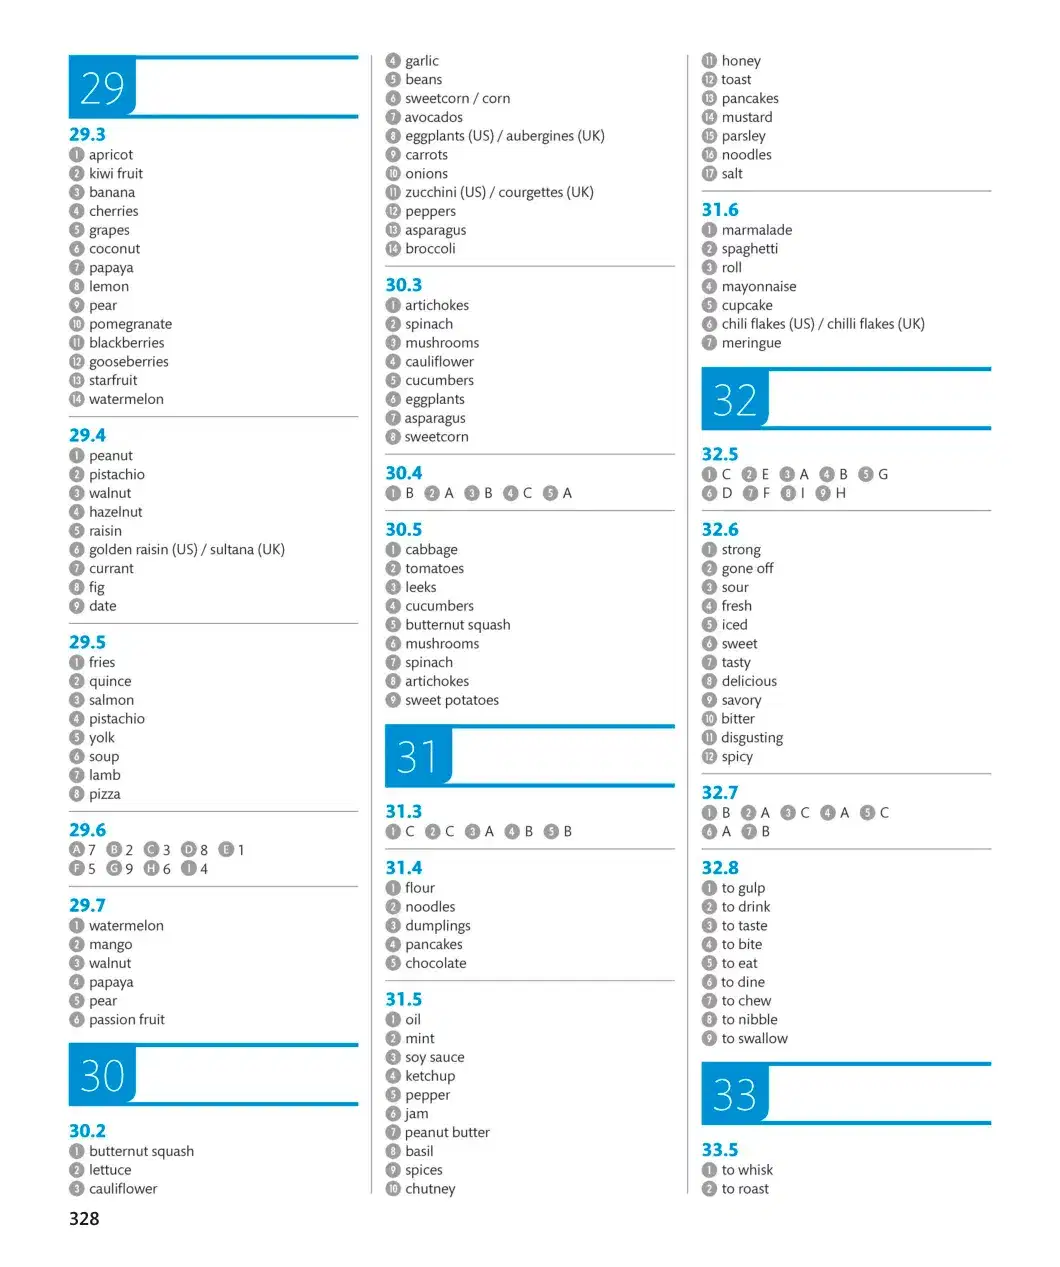 29
29.3
1 apricot
2 kiwi fruit
3 banana
4 cherries
5 grapes
6 coconut
7 papaya
8 lemon
9 pear
10 pomegranate
11 blackberries
12 gooseberries
13 starfruit
14 watermelon
29.4
1 peanut
2 pistachio
3 walnut
4 hazelnut
5 raisin
6 golden raisin (US) / sultana (UK)
7 currant
8 fig
9 date
29.5
1 fries
2 quince
3 salmon
4 pistachio
5 yolk
6 soup
7 lamb
8 pizza
29.6
A 7 B 2 C 3 D 8 E 1
F 5 G 9 H 6 I 4
29.7
1 watermelon
2 mango
3 walnut
4 papaya
5 pear
6 passion fruit
30
30.2
1 butternut squash
2 lettuce
3 cauliflower
4 garlic
5 beans
6 sweetcorn / corn
7 avocados
8 eggplants (US) / aubergines (UK)
9 carrots
10 onions
11 zucchini (US) / courgettes (UK)
12 peppers
13 asparagus
14 broccoli
30.3
1 artichokes
2 spinach
3 mushrooms
4 cauliflower
5 cucumbers
6 eggplants
7 asparagus
8 sweetcorn
30.4
1 B 2 A 3 B 4 C 5 A
30.5
1 cabbage
2 tomatoes
3 leeks
4 cucumbers
5 butternut squash
6 mushrooms
7 spinach
8 artichokes
9 sweet potatoes
31
31.3
1 C 2 C 3 A 4 B 5 B
31.4
1 flour
2 noodles
3 dumplings
4 pancakes
5 chocolate
31.5
1 oil
2 mint
3 soy sauce
4 ketchup
5 pepper
6 jam
7 peanut butter
8 basil
9 spices
10 chutney
11 honey
12 toast
13 pancakes
14 mustard
15 parsley
16 noodles
17 salt
31.6
1 marmalade
2 spaghetti
3 roll
4 mayonnaise
5 cupcake
6 chili flakes (US) / chilli flakes (UK)
7 meringue
32
32.5
1 C 2 E 3 A 4 B 5 G
6 D 7 F 8 I 9 H
32.6
1 strong
2 gone off
3 sour
4 fresh
5 iced
6 sweet
7 tasty
8 delicious
9 savory
10 bitter
11 disgusting
12 spicy
32.7
1 B 2 A 3 C 4 A 5 C
6 A 7 B
32.8
1 to gulp
2 to drink
3 to taste
4 to bite
5 to eat
6 to dine
7 to chew
8 to nibble
9 to swallow
33
33.5
1 to whisk
2 to roast
328